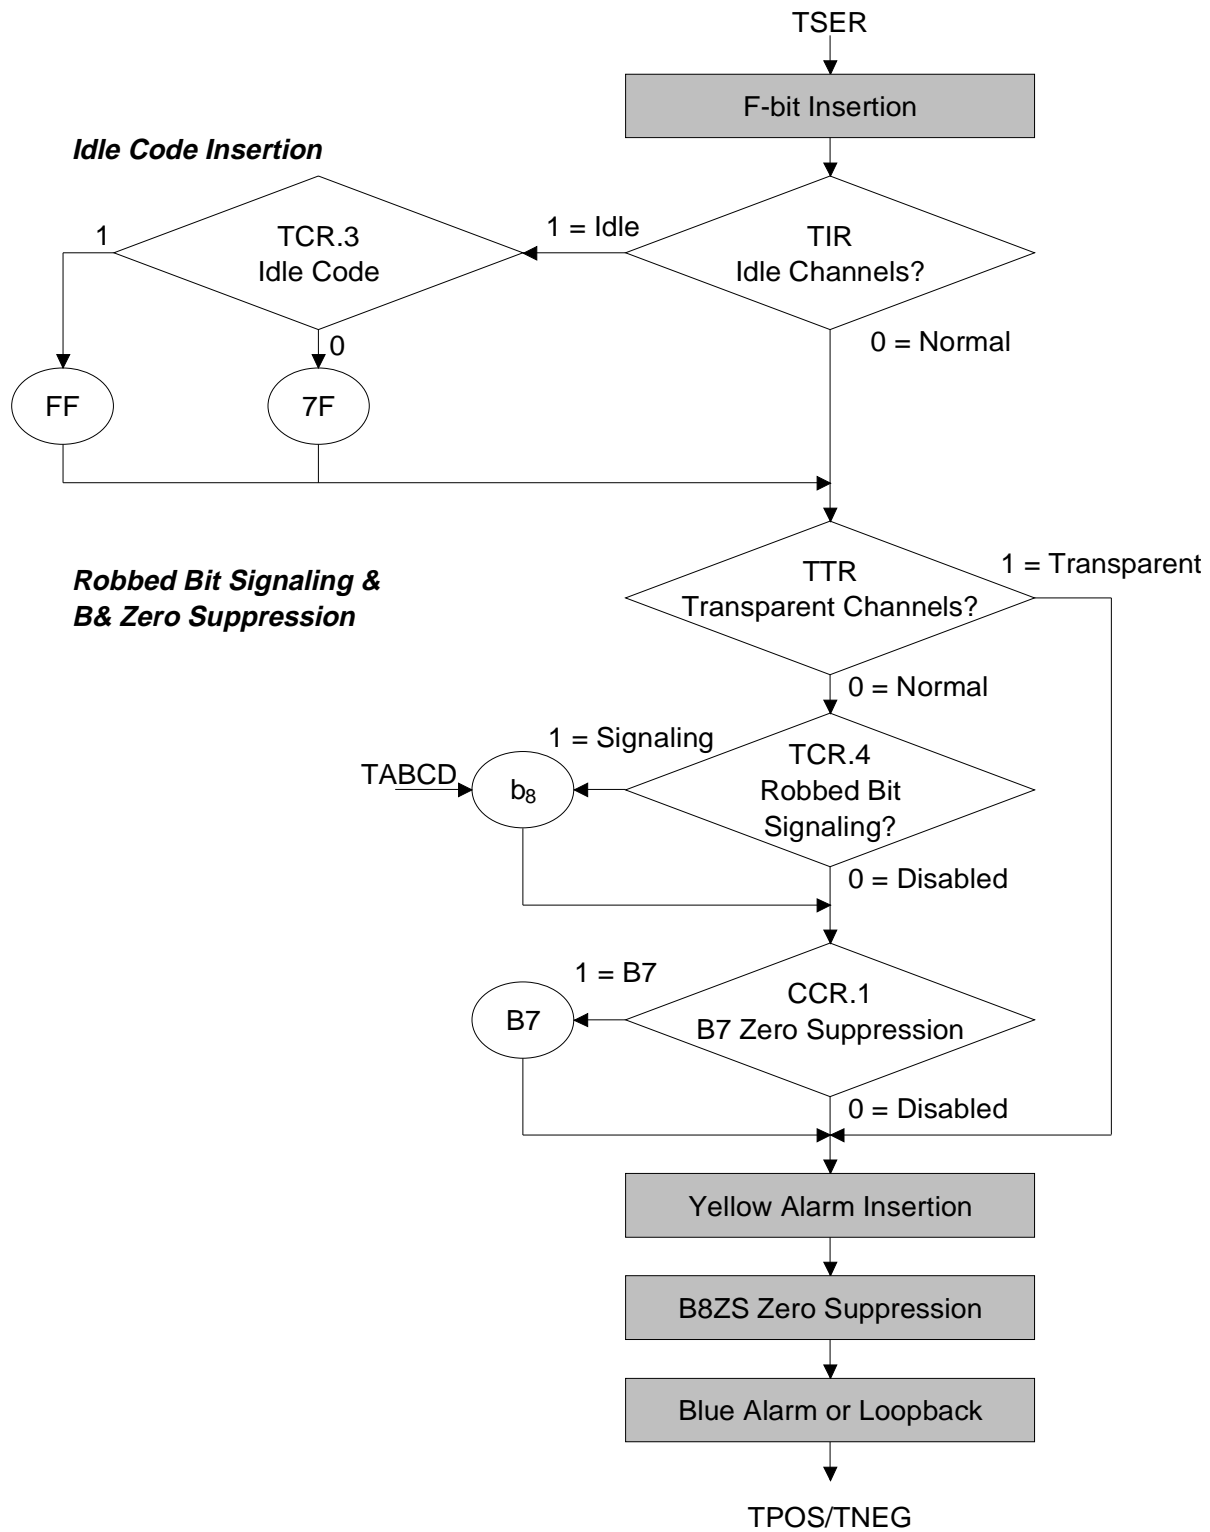 TSER
F-bit Insertion
Idle Code Insertion
1
TCR.3
Idle Code
1 = Idle
TIR
Idle Channels?
0
0 = Normal
FF
7F
Robbed Bit Signaling &
B& Zero Suppression
TTR
Transparent Channels?
1 = Transparent
0 = Normal
1 = Signaling
TABCD
b8
TCR.4
Robbed Bit
Signaling?
0 = Disabled
1 = B7
B7
CCR.1
B7 Zero Suppression
0 = Disabled
Yellow Alarm Insertion
B8ZS Zero Suppression
Blue Alarm or Loopback
TPOS/TNEG